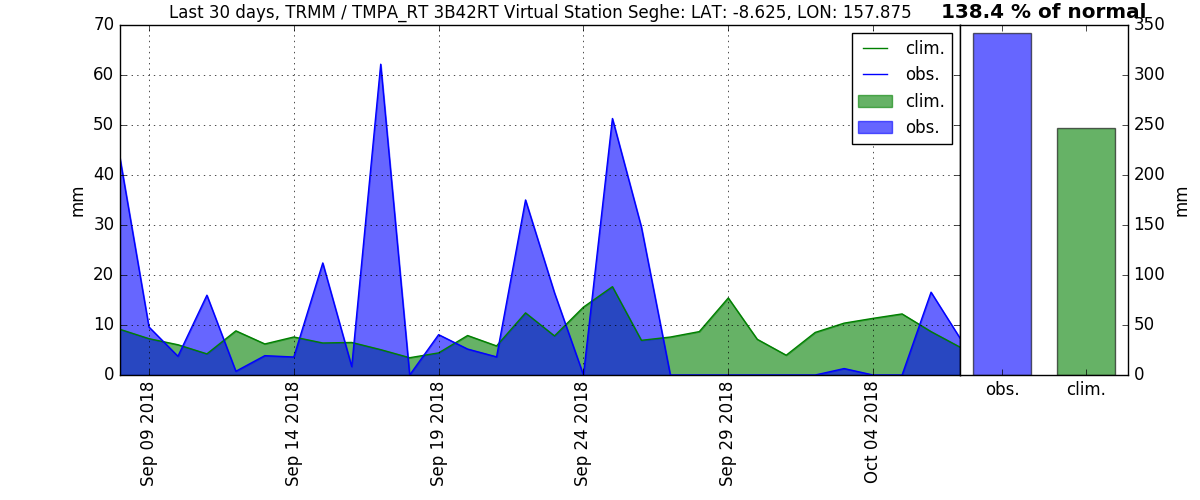 Last 30 days, TRMM / TMPA_RT 3B42RT Virtual Station Seghe: LAT: -8.625, LON: 157.875
138.4 % of normal
70
60
50
40
30
20
10
0
mm
clim.
obs.
clim.
obs.
350
300
250
200
150
100
50
0
mm
obs.
clim.
Sep 09 2018
Sep 14 2018
Sep 19 2018
Sep 24 2018
Sep 29 2018
Oct 04 2018